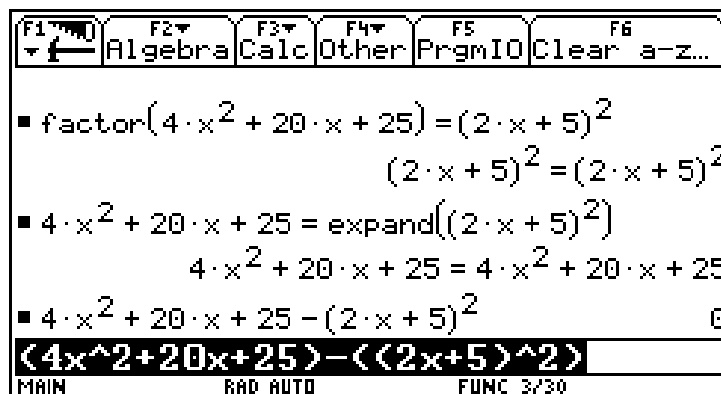 F1 F2 F3 F4 F5 F6
Algebra Calc Other PrgmIO Clear a-z…
▪ factor(4·x² + 20·x + 25) = (2·x + 5)²
(2·x + 5)² = (2·x + 5)²
▪ 4·x² + 20·x + 25 = expand((2·x + 5)²)
4·x² + 20·x + 25 = 4·x² + 20·x + 25
▪ 4·x² + 20·x + 25 − (2·x + 5)² 0
(4x^2+20x+25)-((2x+5)^2)
MAIN RAD AUTO FUNC 3/30